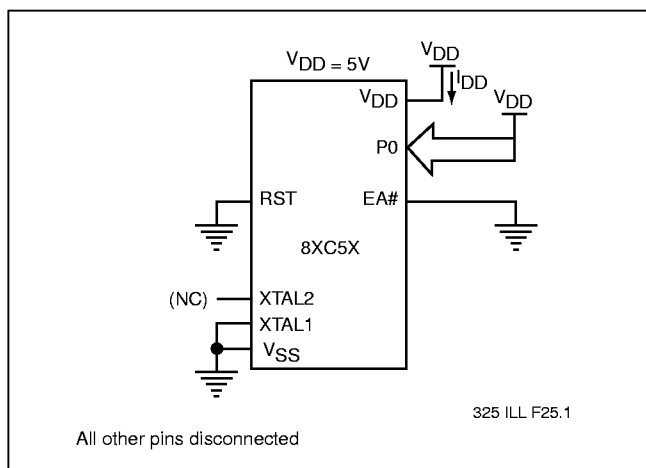 VDD = 5V
VDD
IDD
VDD
VDD
P0
RST
EA#
8XC5X
(NC)
XTAL2
XTAL1
VSS
325 ILL F25.1
All other pins disconnected